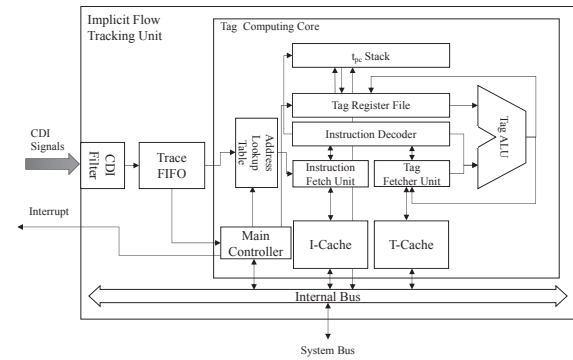 Implicit Flow
Tracking Unit
Tag Computing Core
t_pc Stack
Tag Register File
Instruction Decoder
Tag ALU
CDI
Signals
CDI
Filter
Trace
FIFO
Address
Lookup
Table
Instruction
Fetch Unit
Tag
Fetcher Unit
Interrupt
Main
Controller
I-Cache
T-Cache
Internal Bus
System Bus